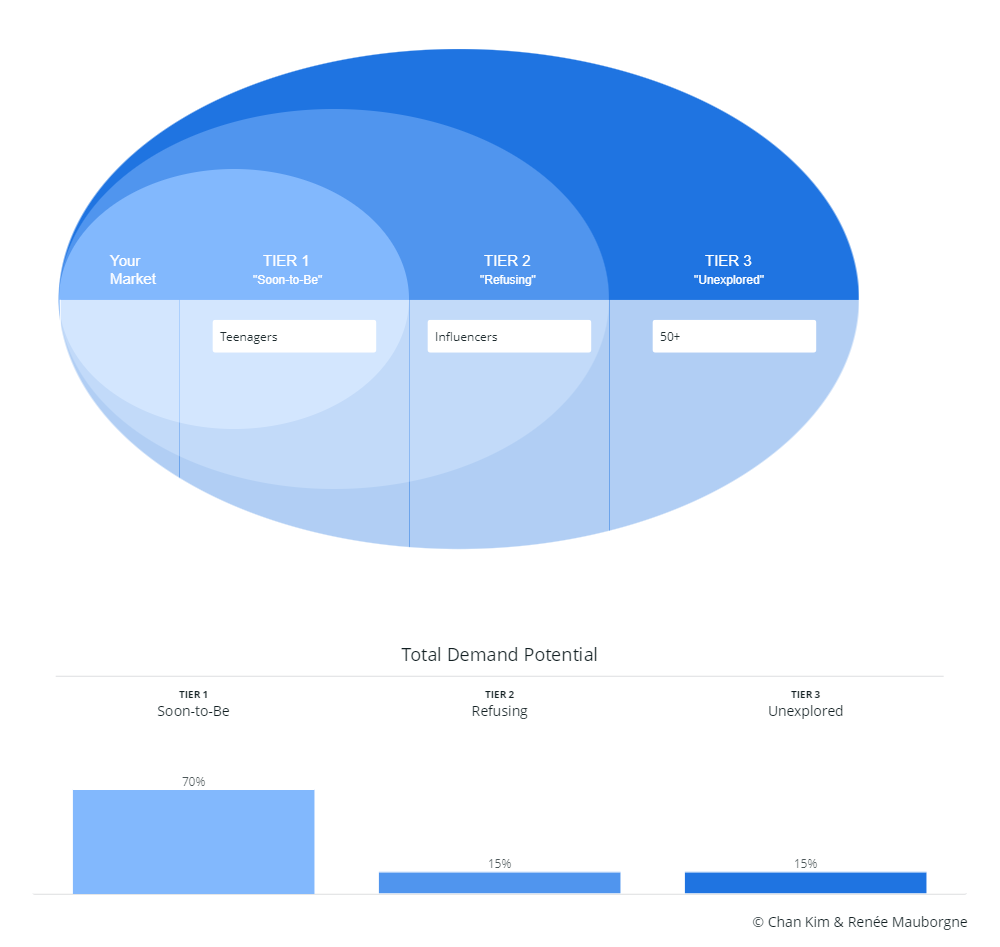 Your
Market
TIER 1
"Soon-to-Be"
TIER 2
"Refusing"
TIER 3
"Unexplored"
Teenagers
Influencers
50+
Total Demand Potential
TIER 1
Soon-to-Be
TIER 2
Refusing
TIER 3
Unexplored
70%
15%
15%
© Chan Kim & Renée Mauborgne